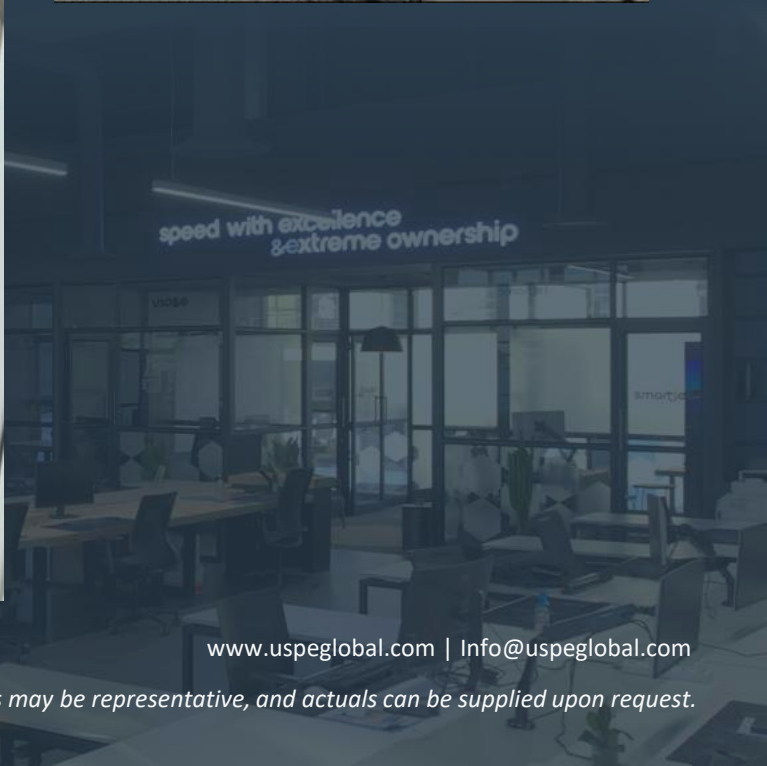 speed with excellence
&extreme ownership
www.uspeglobal.com | Info@uspeglobal.com
may be representative, and actuals can be supplied upon request.